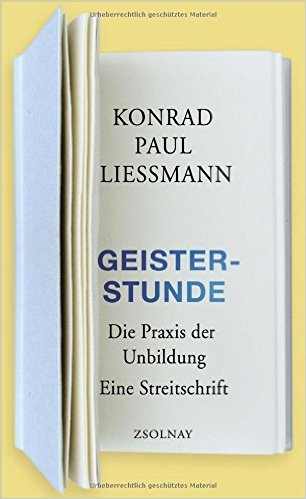 Urheberrechtlich geschütztes Material
KONRAD
PAUL
LIESSMANN
GEISTER-
STUNDE
Die Praxis der
Unbildung
Eine Streitschrift
ZSOLNAY
Urheberrechtlich geschütztes Material